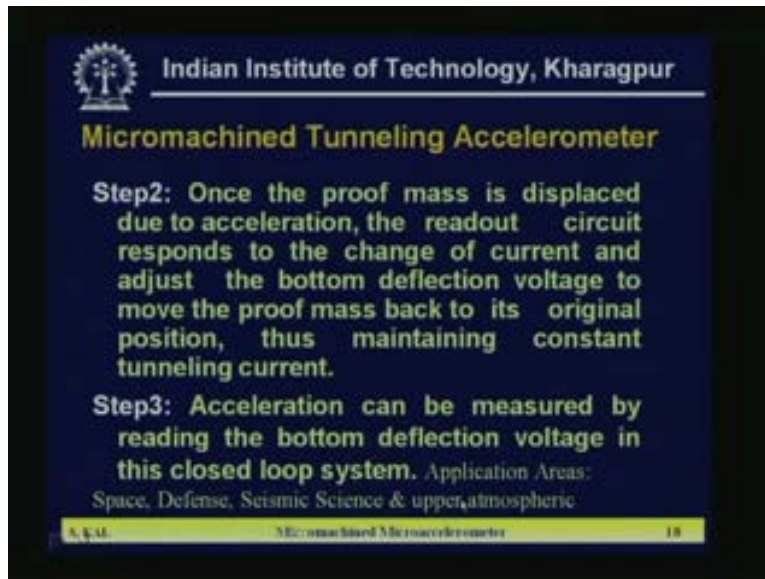 Indian Institute of Technology, Kharagpur
Micromachined Tunneling Accelerometer
Step2: Once the proof mass is displaced
due to acceleration, the readout circuit
responds to the change of current and
adjust the bottom deflection voltage to
move the proof mass back to its original
position, thus maintaining constant
tunneling current.
Step3: Acceleration can be measured by
reading the bottom deflection voltage in
this closed loop system. Application Areas:
Space, Defense, Seismic Science & upper atmospheric
A. KAL Micromachined Microaccelerometer 18